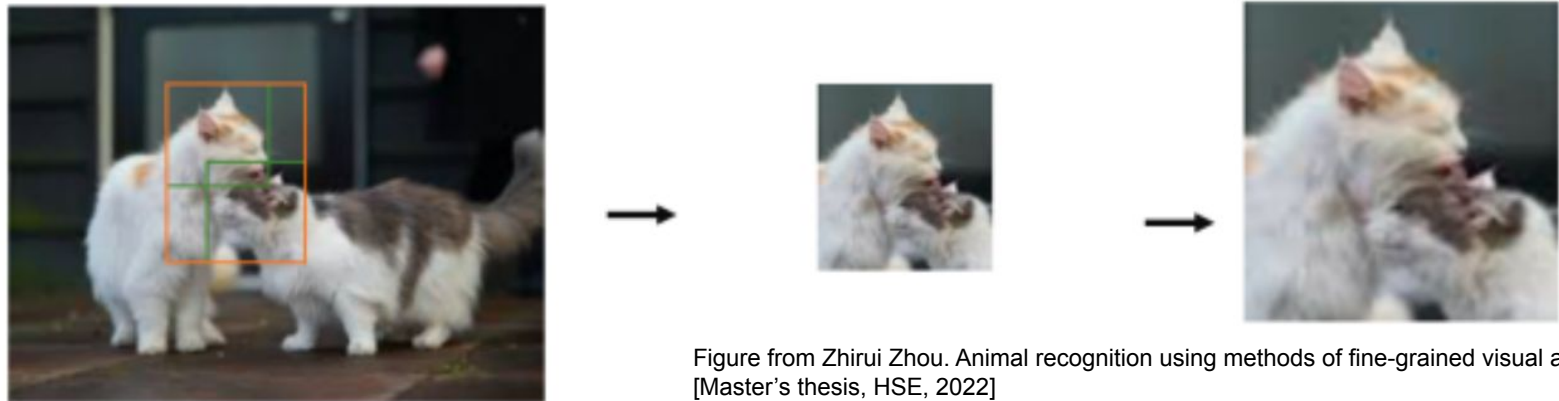 Figure from Zhirui Zhou. Animal recognition using methods of fine-grained visual a
[Master’s thesis, HSE, 2022]